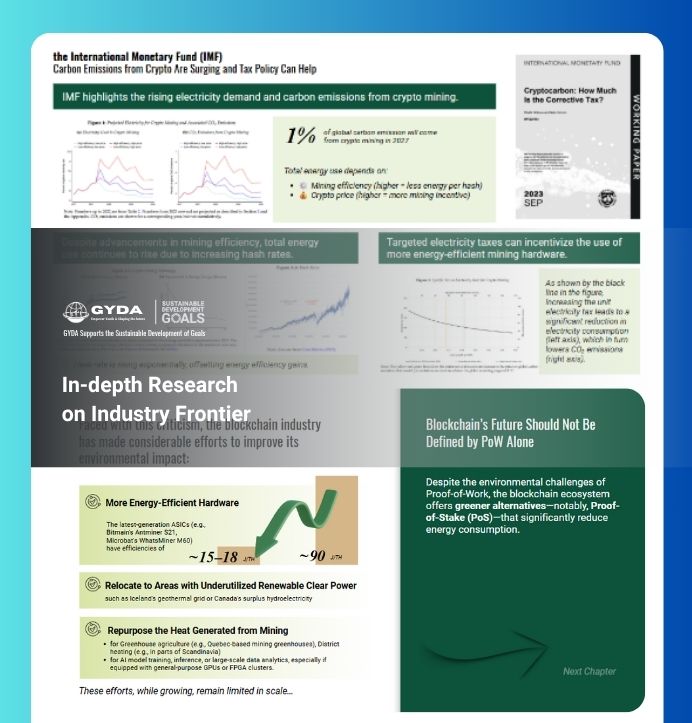 the International Monetary Fund (IMF)
Carbon Emissions from Crypto Are Surging and Tax Policy Can Help
IMF highlights the rising electricity demand and carbon emissions from crypto mining.
1% of global carbon emission will come
from crypto mining in 2027
Total energy use depends on:
Mining efficiency (higher = less energy per hash)
Crypto price (higher = more mining incentive)
INTERNATIONAL MONETARY FUND
Cryptocarbon: How Much
Is the Corrective Tax?
WORKING PAPER
2023
SEP
Despite advancements in mining efficiency, total energy
use continues to rise due to increasing hash rates.
Targeted electricity taxes can incentivize the use of
more energy-efficient mining hardware.
As shown by the black
line in the figure,
increasing the unit
electricity tax leads to a
significant reduction in
electricity consumption
(left axis), which in turn
lowers CO₂ emissions
(right axis).
GYDA
SUSTAINABLE
DEVELOPMENT
GOALS
GYDA Supports the Sustainable Development of Goals
rate is rising exponentially, offsetting energy efficiency gains.
In-depth Research
on Industry Frontier
Faced with this criticism, the blockchain industry
has made considerable efforts to improve its
environmental impact:
More Energy-Efficient Hardware
The latest-generation ASICs (e.g.,
Bitmain's Antminer S21,
Microbat's WhatsMiner M60)
have efficiencies of
~15–18 J/TH
~90 J/TH
Relocate to Areas with Underutilized Renewable Clear Power
such as Iceland's geothermal grid or Canada's surplus hydroelectricity
Repurpose the Heat Generated from Mining
for Greenhouse agriculture (e.g., Quebec-based mining greenhouses), District
heating (e.g., in parts of Scandinavia)
for AI model training, inference, or large-scale data analytics, especially if
equipped with general-purpose GPUs or FPGA clusters.
These efforts, while growing, remain limited in scale...
Blockchain's Future Should Not Be
Defined by PoW Alone
Despite the environmental challenges of
Proof-of-Work, the blockchain ecosystem
offers greener alternatives—notably, Proof-
of-Stake (PoS)—that significantly reduce
energy consumption.
Next Chapter